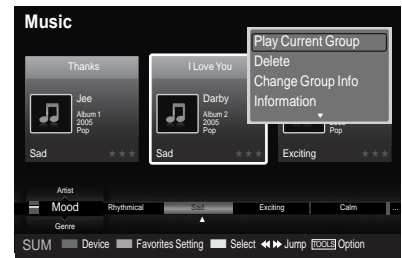 Music
Play Current Group
Delete
Change Group Info
Information
Thanks
I Love You
Jee
Album 1
2005
Pop
Sad
Darby
Album 2
2005
Pop
Sad
Pop
Exciting
Artist
Mood
Rhythmical
Sad
Exciting
Calm
...
Genre
SUM Device Favorites Setting Select Jump TOOLS Option